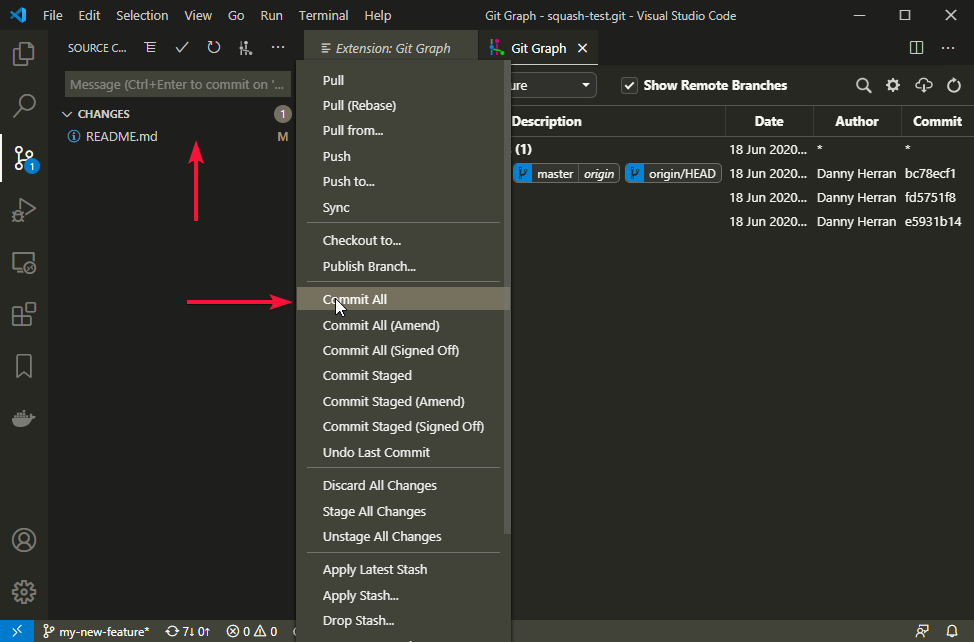 File Edit Selection View Go Run Terminal Help Git Graph - squash-test.git - Visual Studio Code
SOURCE C...
Extension: Git Graph
Git Graph
Message (Ctrl+Enter to commit on '...
CHANGES 1
README.md M
1
Pull
Pull (Rebase)
Pull from...
Push
Push to...
Sync
Checkout to...
Publish Branch...
Commit All
Commit All (Amend)
Commit All (Signed Off)
Commit Staged
Commit Staged (Amend)
Commit Staged (Signed Off)
Undo Last Commit
Discard All Changes
Stage All Changes
Unstage All Changes
Apply Latest Stash
Apply Stash...
Drop Stash...
ure Show Remote Branches
Description Date Author Commit
(1) 18 Jun 2020... * *
master origin origin/HEAD 18 Jun 2020... Danny Herran bc78ecf1
18 Jun 2020... Danny Herran fd5751f8
18 Jun 2020... Danny Herran e5931b14
my-new-feature* 7↓ 0↑ 0 0